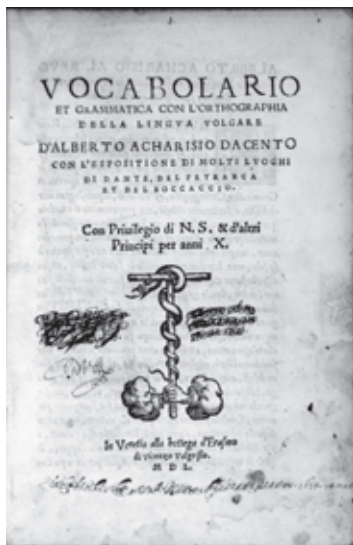 VOCABOLARIO
ET GRAMMATICA CON L'ORTHOGRAPHIA
DELLA LINGVA VOLGARE
D'ALBERTO ACHARISIO DACENTO
CON L'ESPOSITIONE DI MOLTI LVOGHI
DI DANTE, DEL PETRARCA
ET DEL BOCCACCIO.
Con Priuilegio di N. S. & d'altri
Principi per anni X.
In Venetia alla bottega d'Erasmo
di Vicenzo Valgrisio.
M D L.